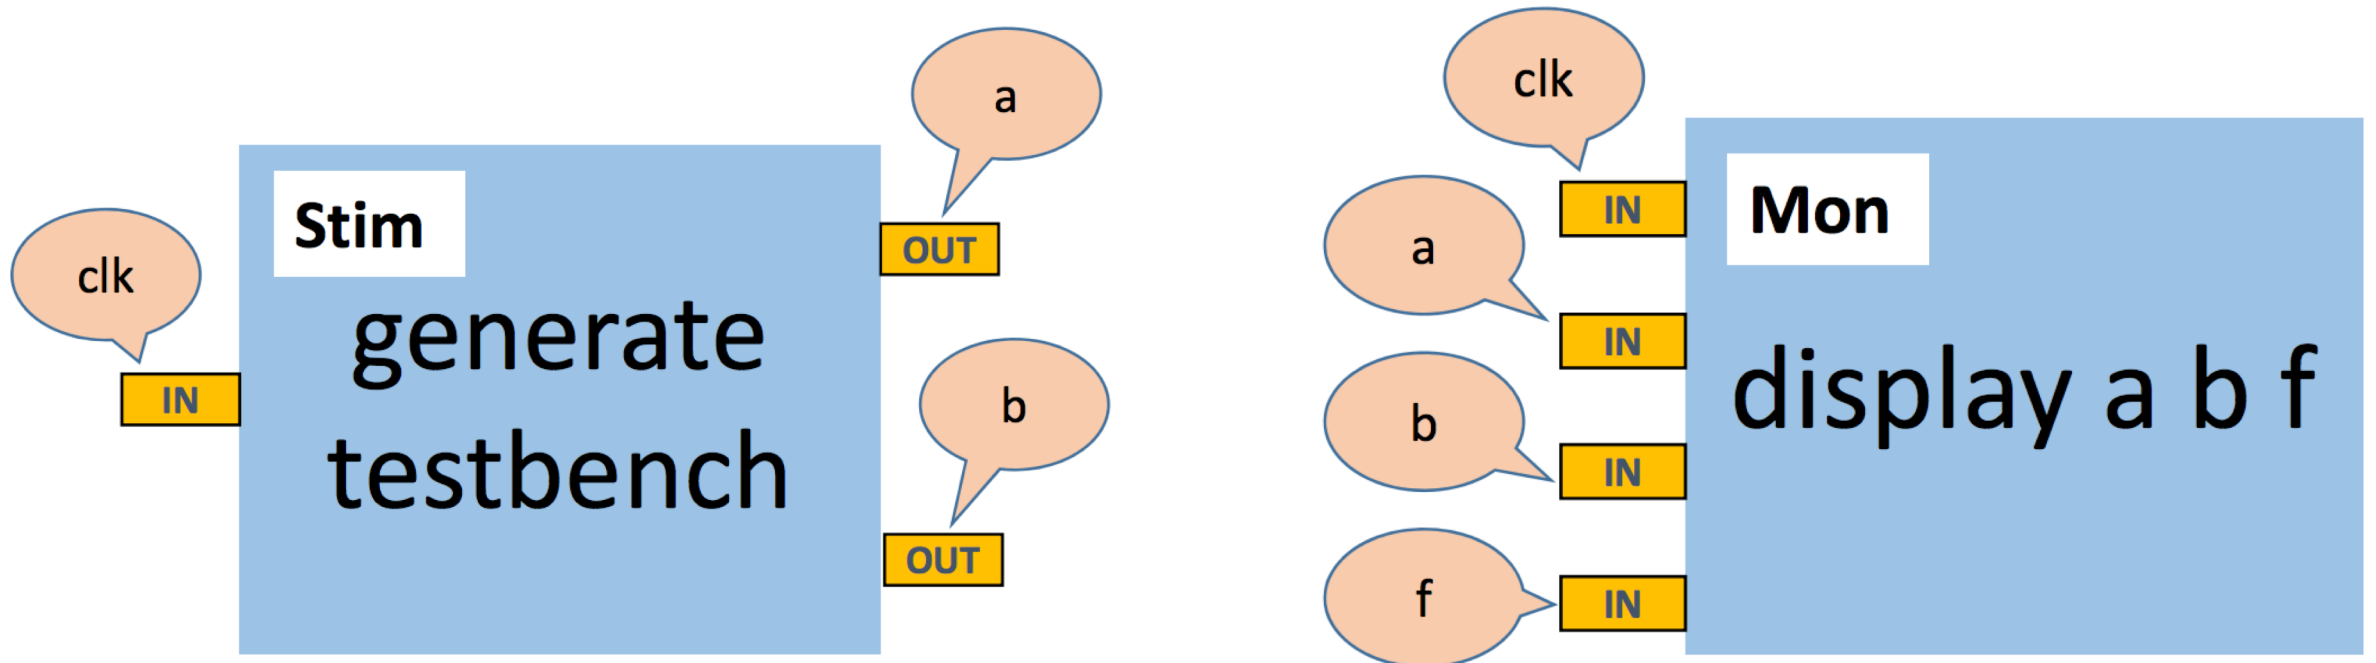 clk
IN
Stim
generate
testbench
a
OUT
b
OUT
clk
IN
a
IN
b
IN
f
IN
Mon
display a b f